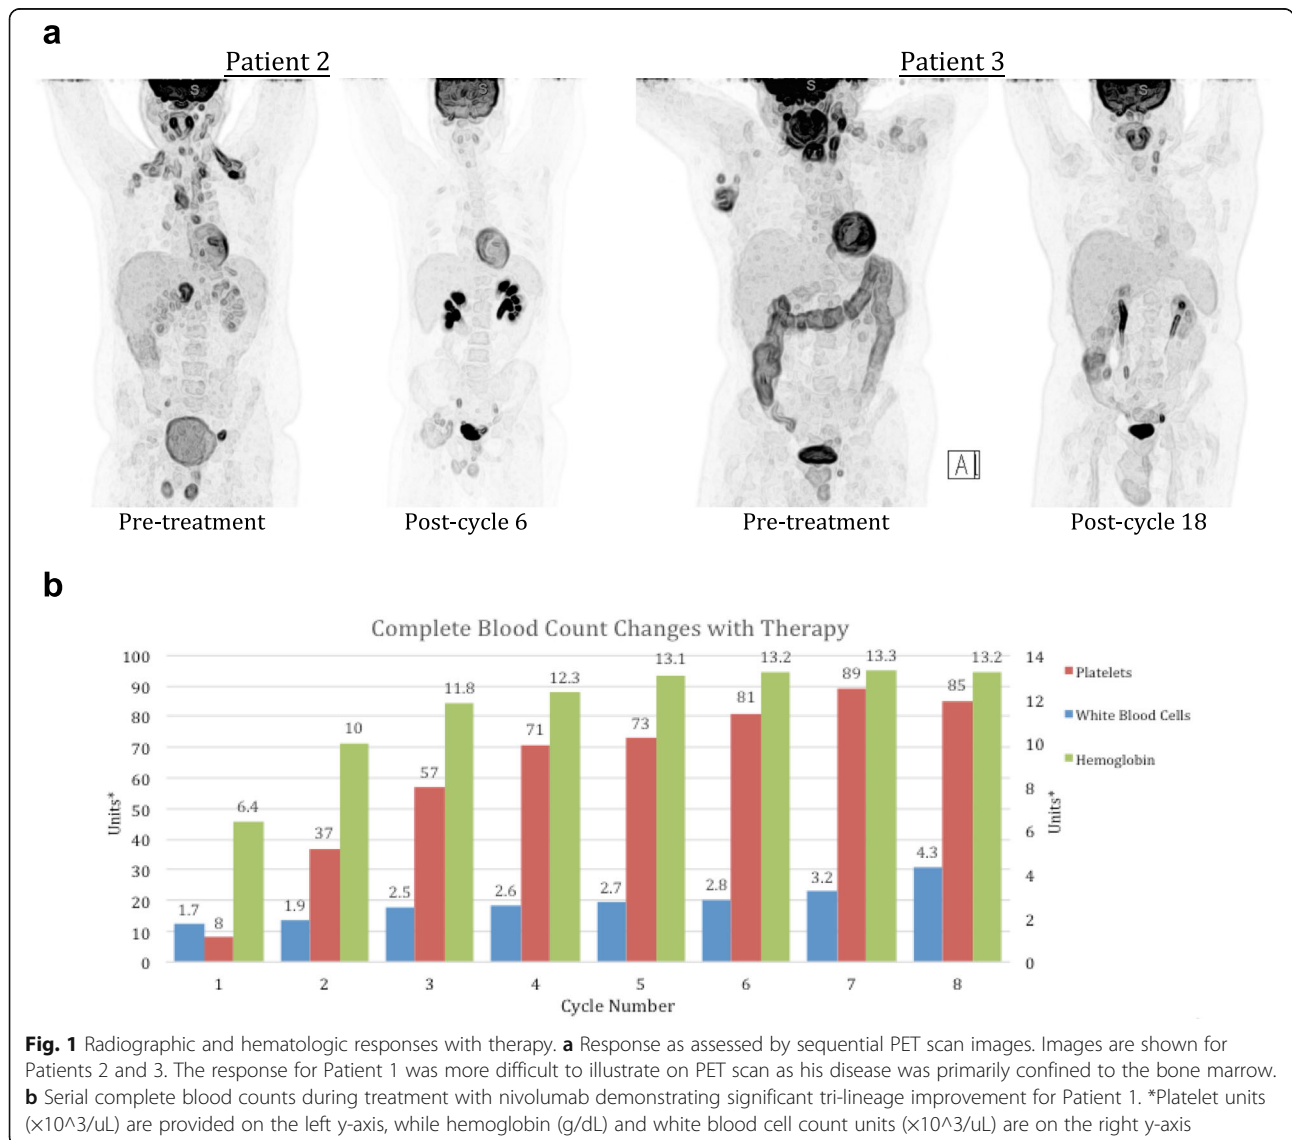 a
Patient 2
Patient 3
S
S
S
S
A
Pre-treatment
Post-cycle 6
Pre-treatment
Post-cycle 18
b
Complete Blood Count Changes with Therapy
100
90
80
70
60
50
40
30
20
10
0
Units*
1.7
8
6.4
1.9
37
10
2.5
57
11.8
2.6
71
12.3
2.7
73
13.1
2.8
81
13.2
3.2
89
13.3
4.3
85
13.2
14
12
10
8
6
4
2
0
Units*
Platelets
White Blood Cells
Hemoglobin
1 2 3 4 5 6 7 8
Cycle Number
Fig. 1 Radiographic and hematologic responses with therapy. a Response as assessed by sequential PET scan images. Images are shown for
Patients 2 and 3. The response for Patient 1 was more difficult to illustrate on PET scan as his disease was primarily confined to the bone marrow.
b Serial complete blood counts during treatment with nivolumab demonstrating significant tri-lineage improvement for Patient 1. *Platelet units
(×10^3/uL) are provided on the left y-axis, while hemoglobin (g/dL) and white blood cell count units (×10^3/uL) are on the right y-axis